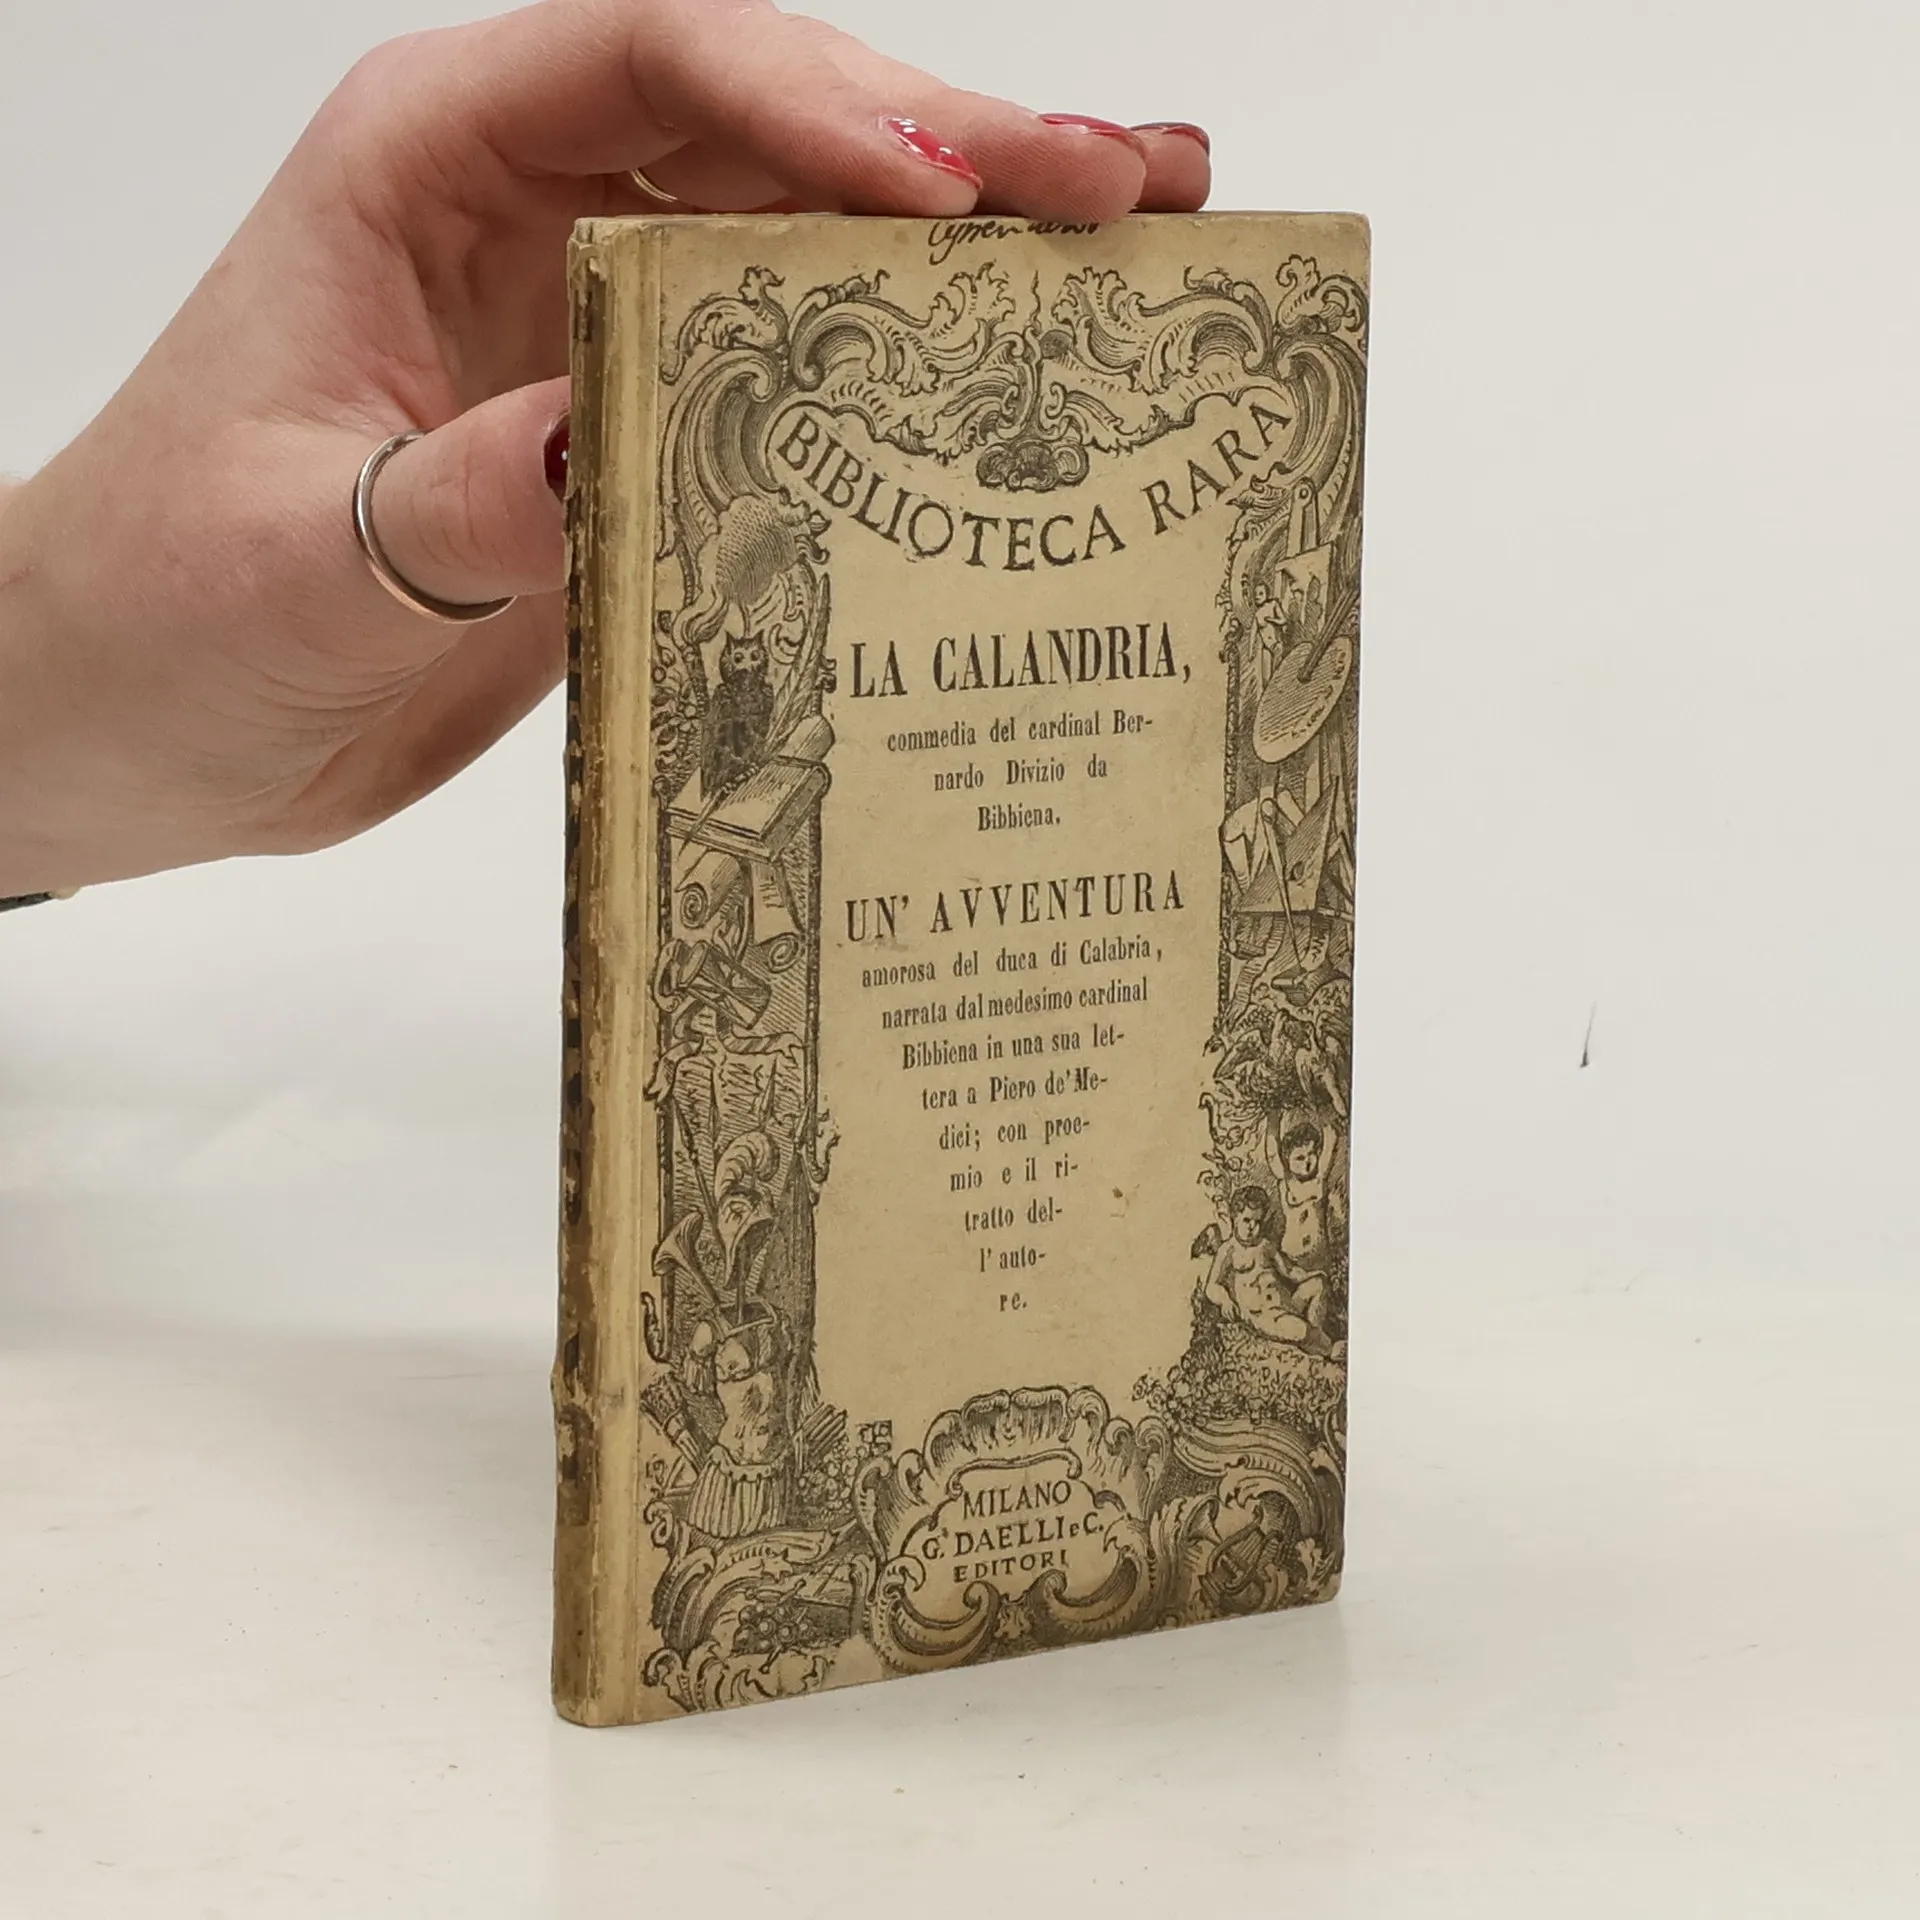 BIBLIOTECA RARA
LA CALANDRIA,
commedia del cardinal Ber-
nardo Divizio da
Bibbiena.
UN' AVVENTURA
amorosa del duca di Calabria,
narrata dal medesimo cardinal
Bibbiena in una sua let-
tera a Piero de' Me-
dici; con proe-
mio e il ri-
tratto del-
l' auto-
re.
MILANO
G. DAELLI e C.
EDITORI